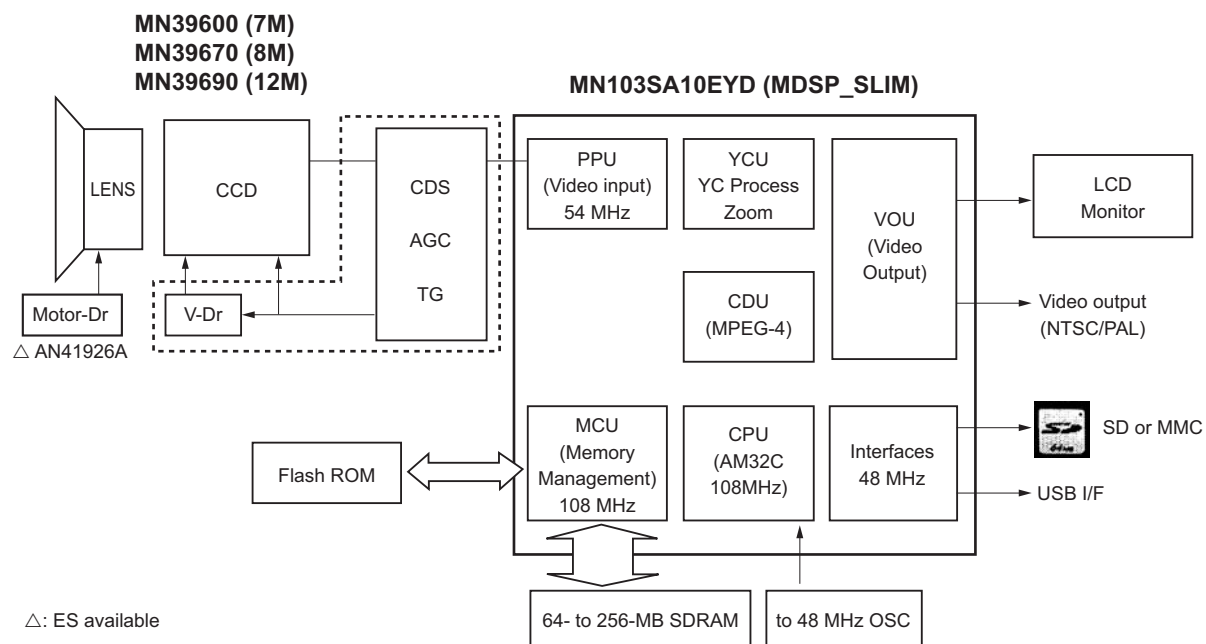 MN39600 (7M)
MN39670 (8M)
MN39690 (12M)
MN103SA10EYD (MDSP_SLIM)
LENS
CCD
CDS
AGC
TG
PPU
(Video input)
54 MHz
YCU
YC Process
Zoom
VOU
(Video
Output)
LCD
Monitor
Motor-Dr
△ AN41926A
V-Dr
CDU
(MPEG-4)
Video output
(NTSC/PAL)
Flash ROM
MCU
(Memory
Management)
108 MHz
CPU
(AM32C
108MHz)
Interfaces
48 MHz
SD
SD or MMC
USB I/F
△: ES available
64- to 256-MB SDRAM
to 48 MHz OSC